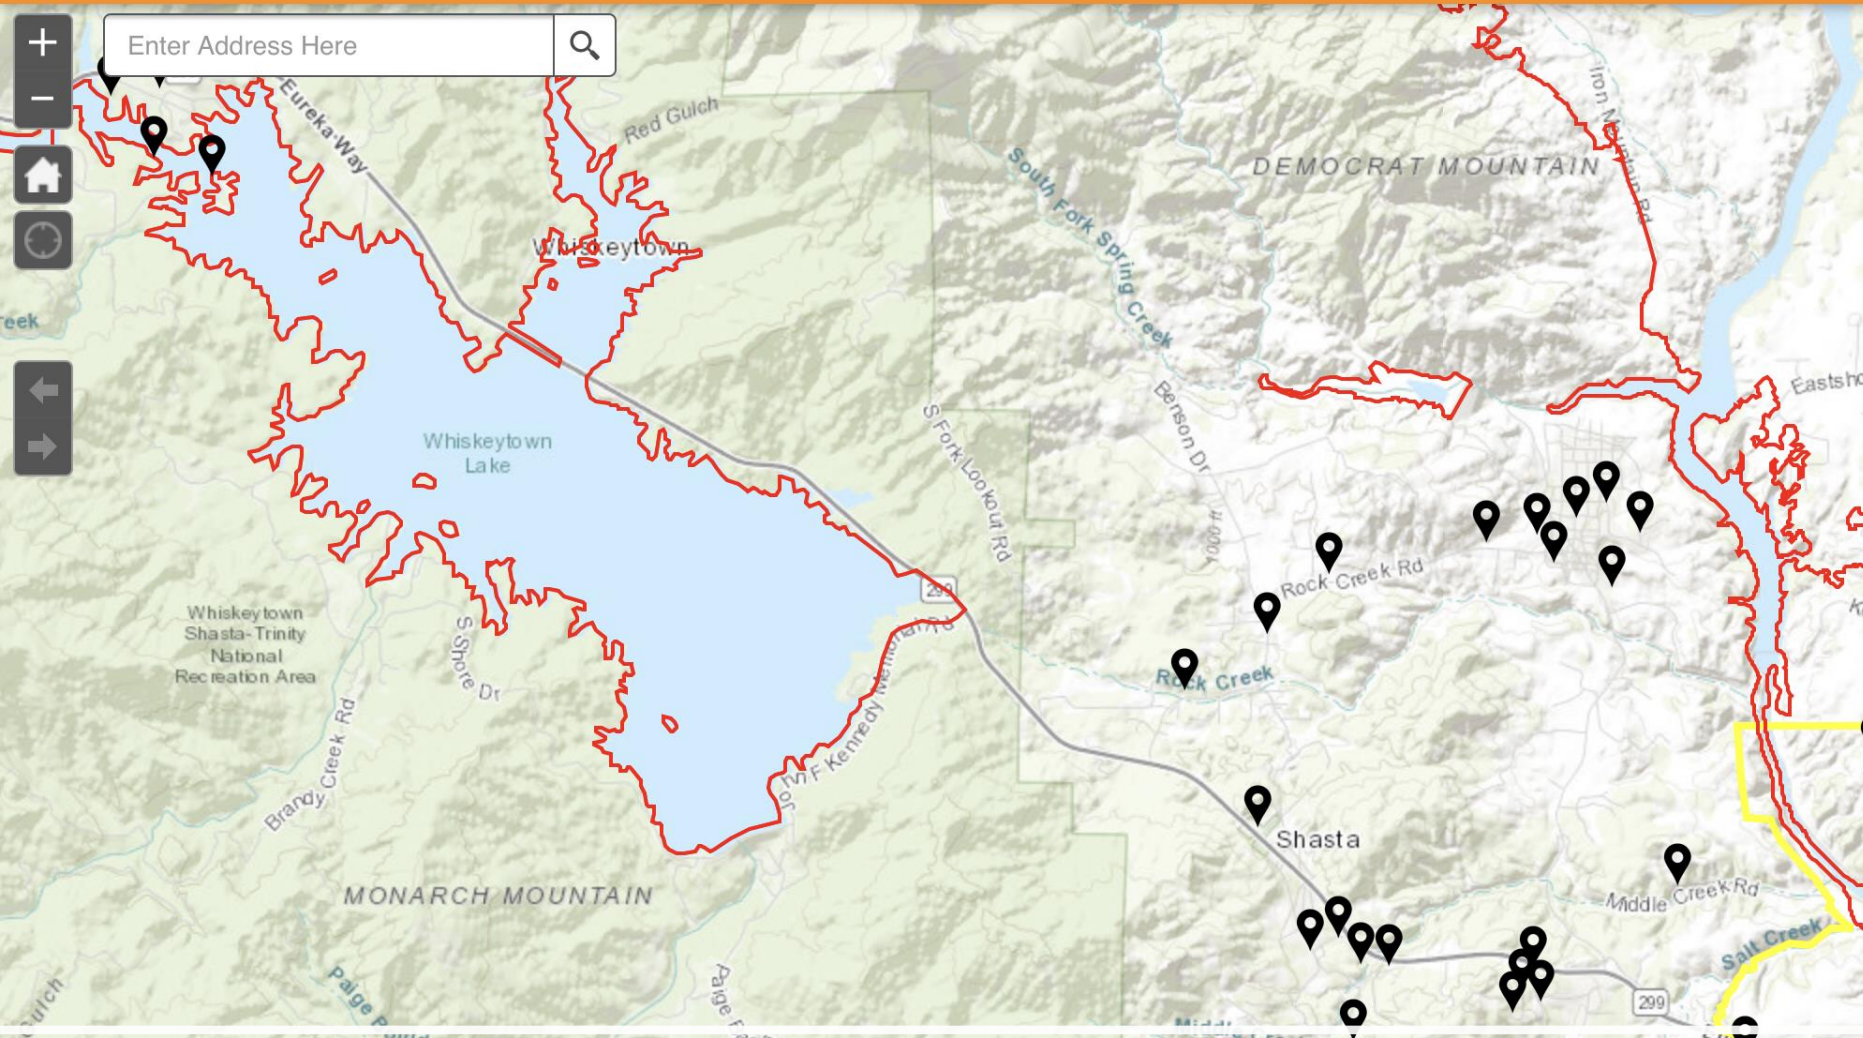 Enter Address Here
Eureka Way
Red Gulch
Iron Mountain Rd
DEMOCRAT MOUNTAIN
South Fork Spring Creek
Whiskeytown
Benson Dr
S Fork Lookout Rd
Whiskeytown
Lake
1000 ft
Rock Creek Rd
299
Whiskeytown
Shasta-Trinity
National
Recreation Area
S Shore Dr
Rock Creek
John F Kennedy Memorial Rd
Brandy Creek Rd
Shasta
MONARCH MOUNTAIN
Middle Creek Rd
Salt Creek
Paige
299